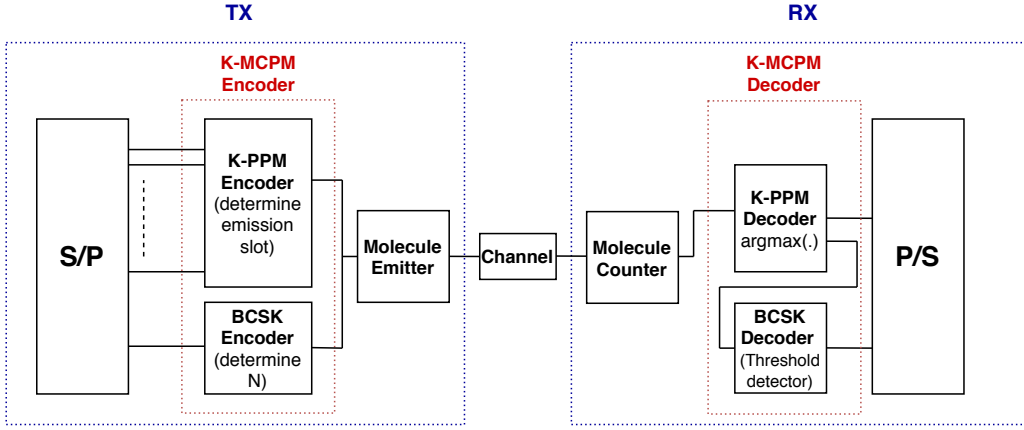 TX
RX
K-MCPM
Encoder
K-MCPM
Decoder
S/P
K-PPM
Encoder
(determine
emission
slot)
BCSK
Encoder
(determine
N)
Molecule
Emitter
Channel
Molecule
Counter
K-PPM
Decoder
argmax(.)
BCSK
Decoder
(Threshold
detector)
P/S